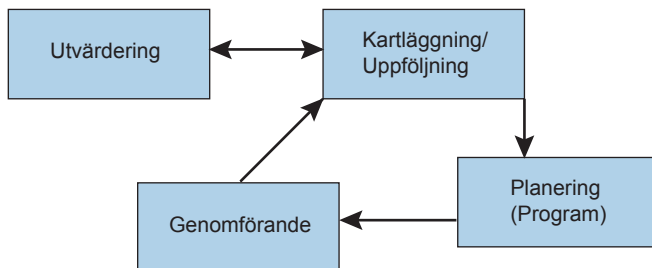 Utvärdering
Kartläggning/
Uppföljning
Planering
(Program)
Genomförande